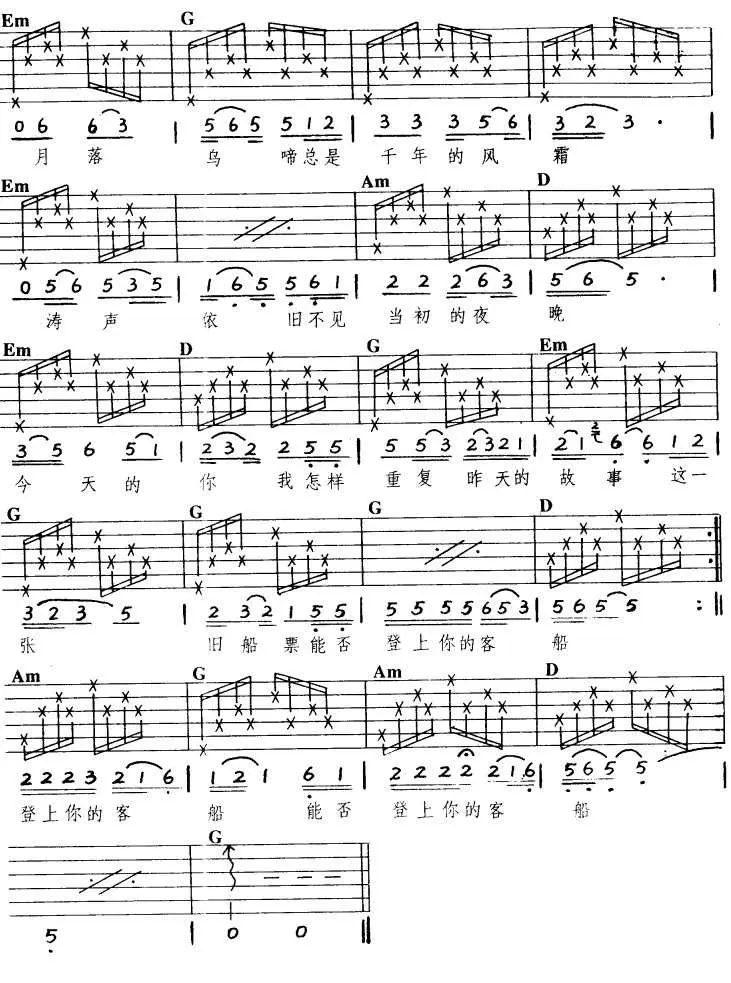 Em G
0 6 6 3 | 5 6 5 5 1 2 | 3 3 3 5 6 | 3 2 3 ·
月 落 乌 啼总是 千 年 的 风 霜
Em Am D
0 5 6 5 3 5 | 1 6 5 5 6 1 | 2 2 2 6 3 | 5 6 5 · |
涛 声 依 旧不见 当初的夜 晚
Em D G Em
3 5 6 5 1 | 2 3 2 2 5 5 | 5 5 3 2 3 2 1 | 2 1 6 6 1 2
今 天 的 你 我怎样 重 复 昨天的 故 事 这一
G G G D
3 2 3 5 | 2 3 2 1 5 5 | 5 5 5 5 6 5 3 | 5 6 5 5 :||
张 旧 船 票能否 登上你的客 船
Am G Am D
2 2 2 3 2 1 6 | 1 2 1 6 1 | 2 2 2 2 2 1 6 | 5 6 5 5 |
登上你的客 船 能 否 登上你的客 船
G
5 | 0 0 ||